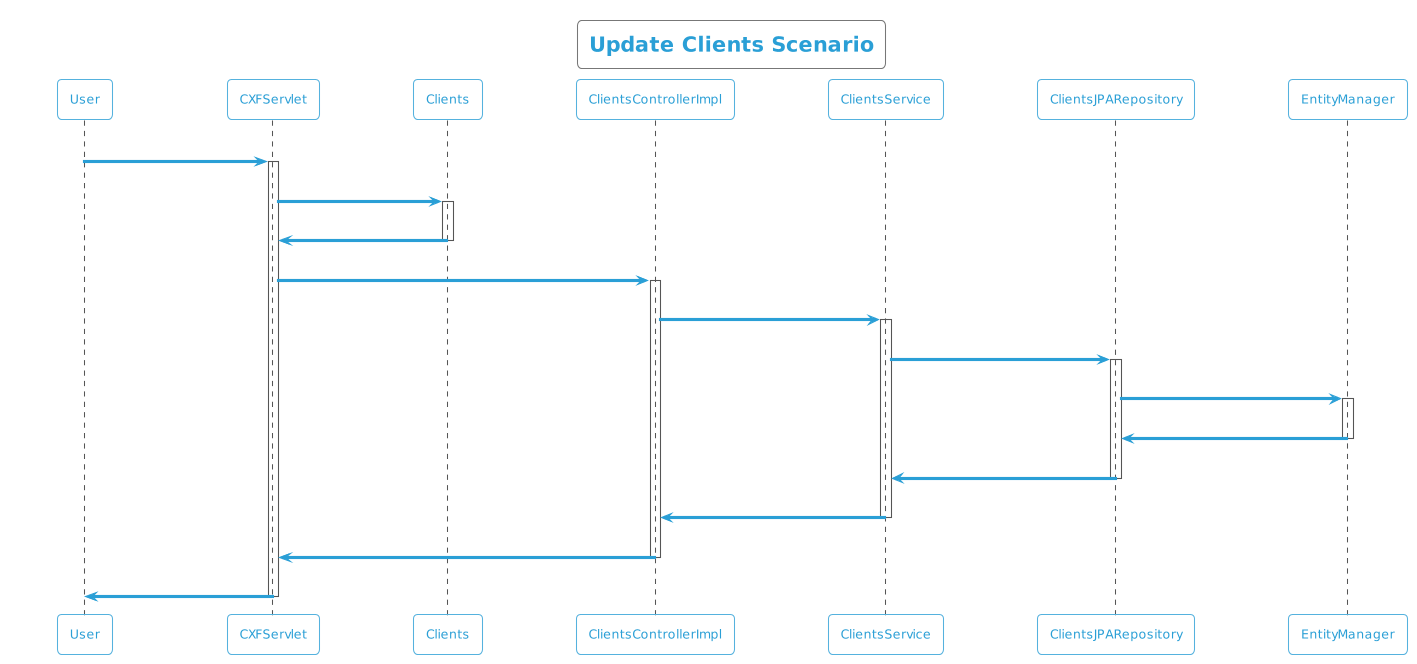 Update Clients Scenario
User
CXFServlet
Clients
ClientsControllerImpl
ClientsService
ClientsJPARepository
EntityManager
User
CXFServlet
Clients
ClientsControllerImpl
ClientsService
ClientsJPARepository
EntityManager